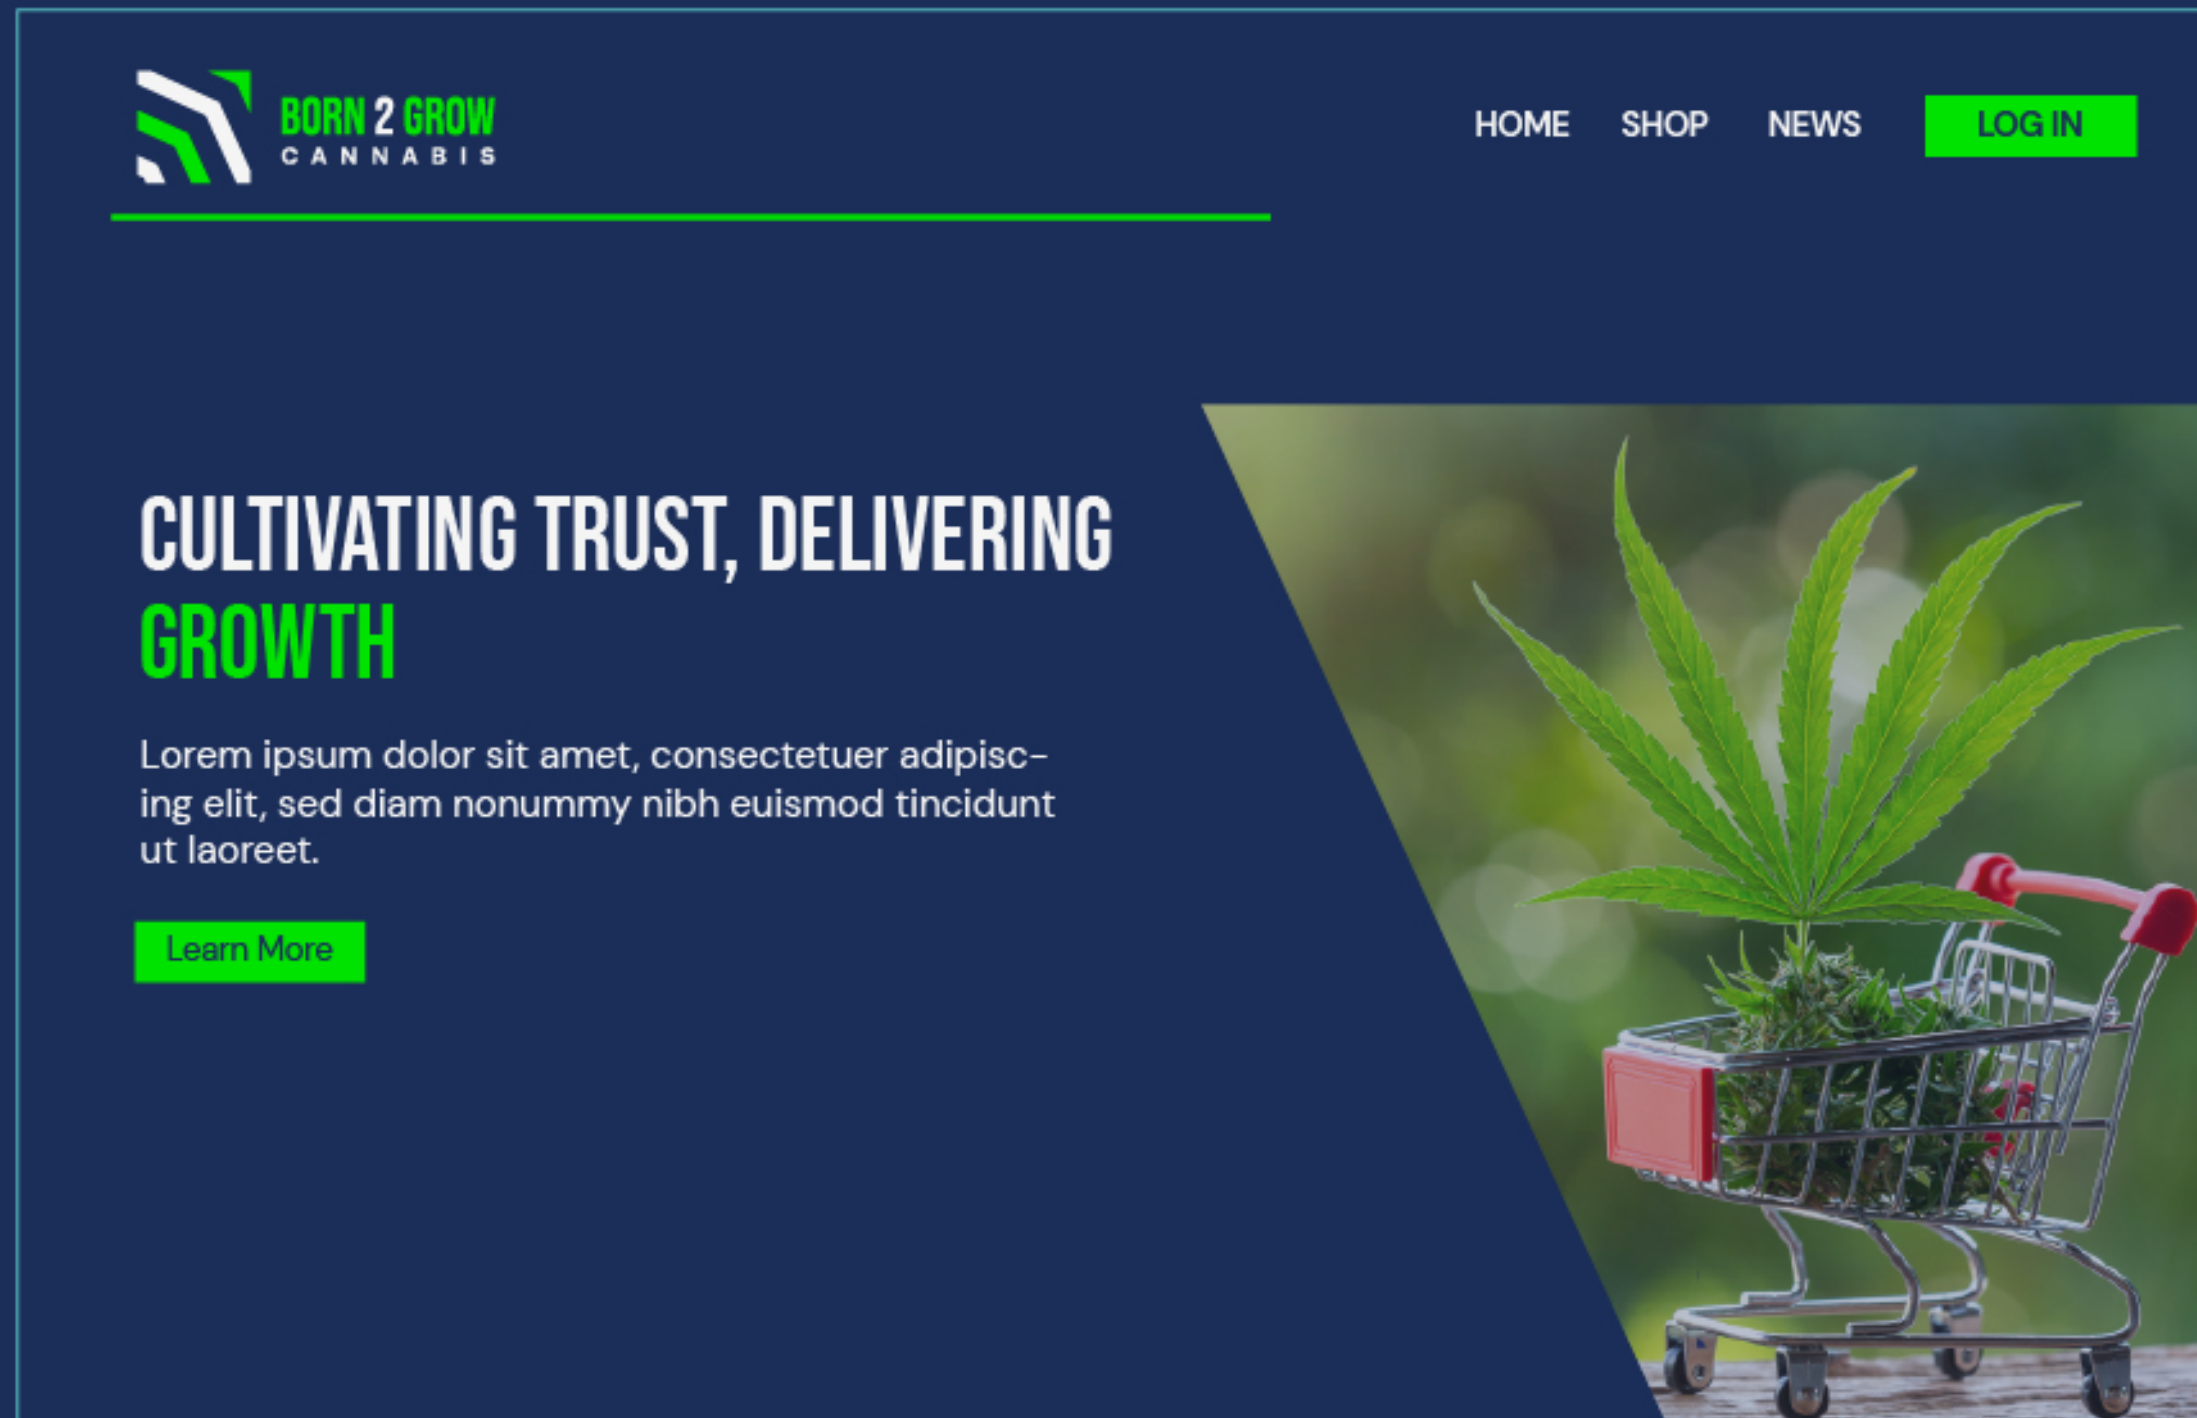 BORN 2 GROW
CANNABIS
HOME SHOP NEWS LOG IN
CULTIVATING TRUST, DELIVERING
GROWTH
Lorem ipsum dolor sit amet, consectetuer adipisc-
ing elit, sed diam nonummy nibh euismod tincidunt
ut laoreet.
Learn More